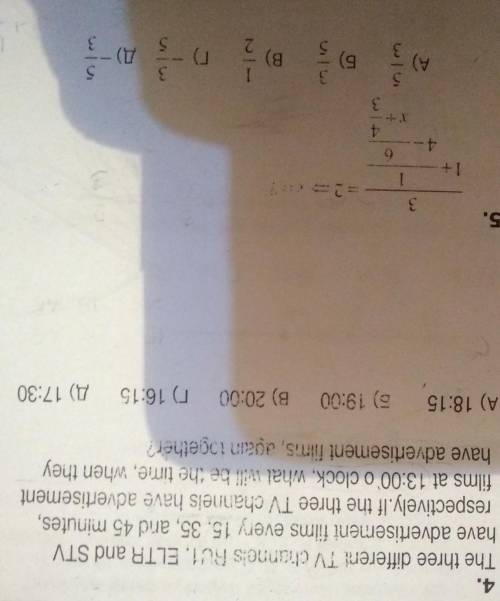 4.
The three different TV channels RU1. ELTR and STV
have advertisement films every 15. 35, and 45 minutes,
respectively. If the three TV channels have advertisement
films at 13:00 o clock, what will be the time, when they
have advertisement films, again together?
А) 18:15 Б) 19:00 В) 20:00 Г) 16:15 Д) 17:30
5.
3
1 + 1
4 − 6
x + 4
3
= 2 ⇒ x=?
А) 5/3 Б) 3/5 В) 1/2 Г) −3/5 Д) −5/3